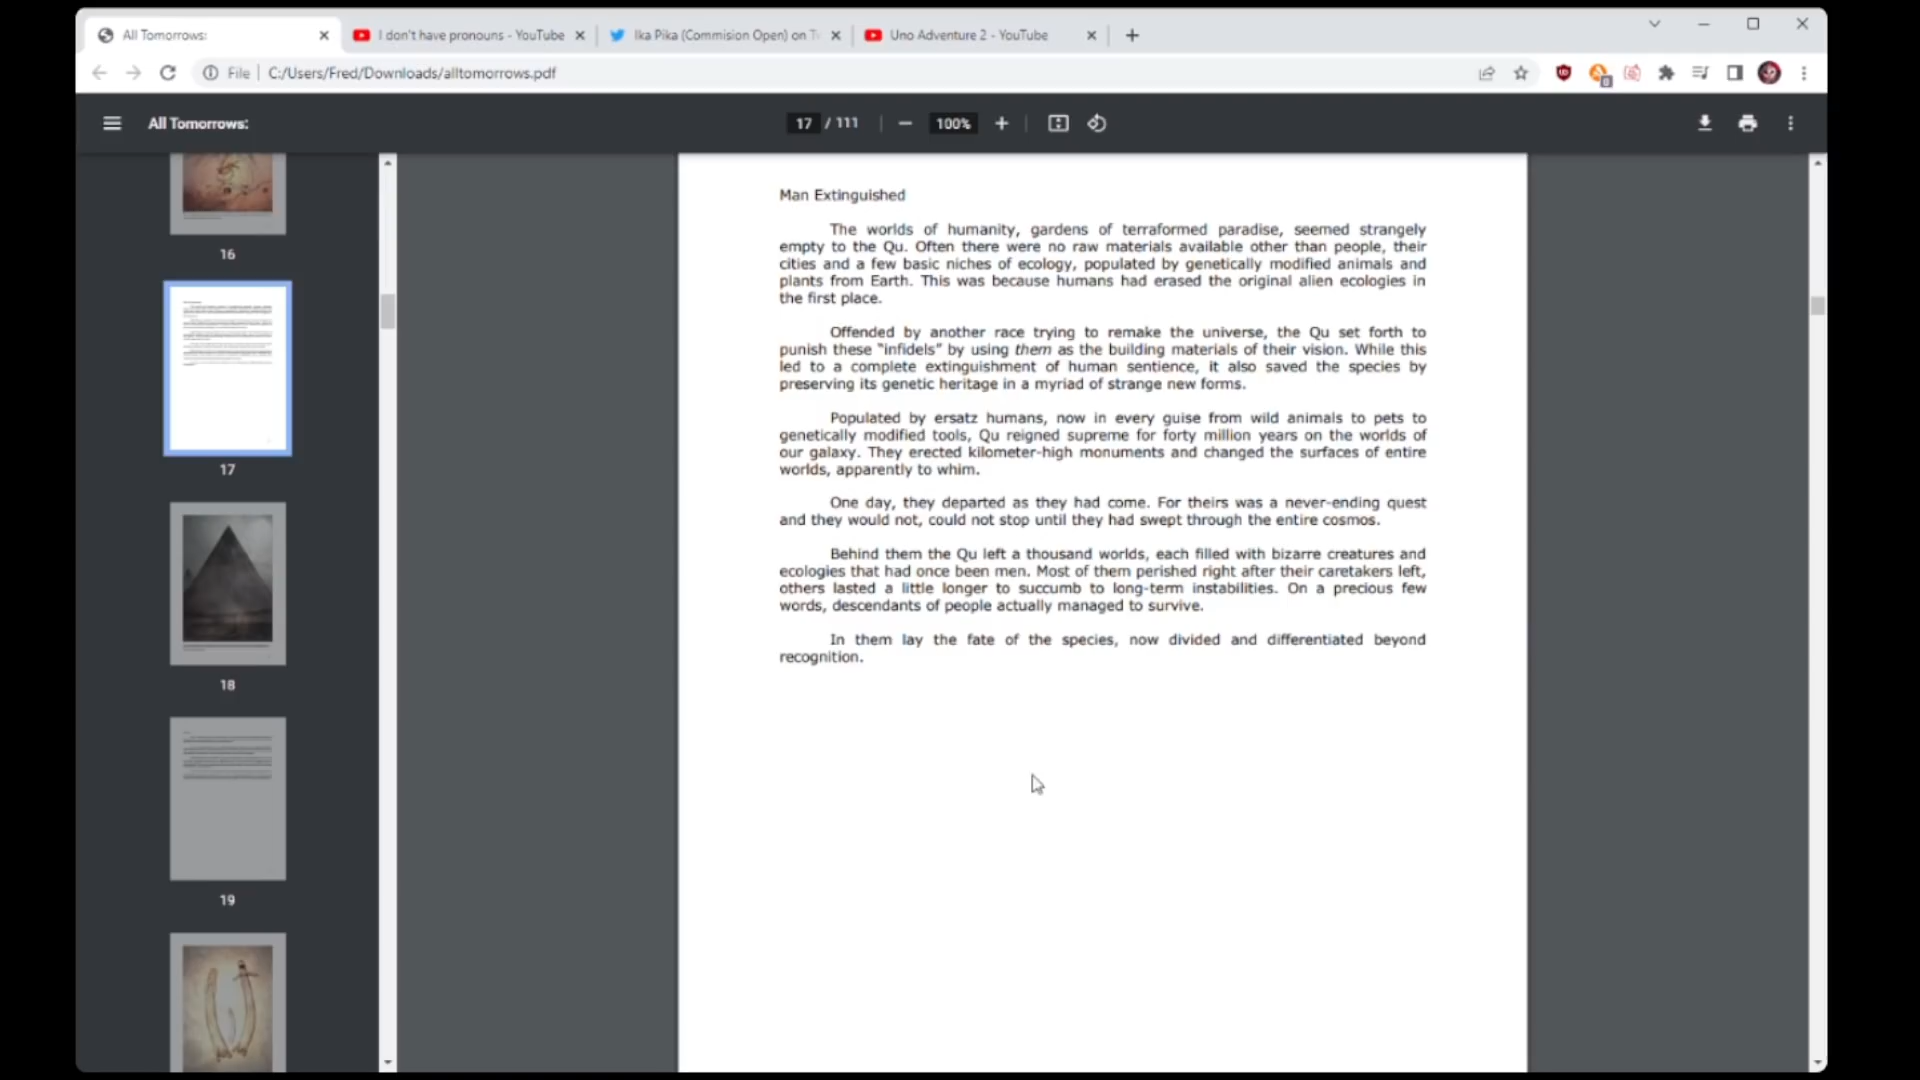 All Tomorrows:
I don't have pronouns - YouTube
Ika Pika (Commision Open) on T
Uno Adventure 2 - YouTube
File
C:/Users/Fred/Downloads/alltomorrows.pdf
All Tomorrows:
17 / 111
100%
16
17
18
19
Man Extinguished
The worlds of humanity, gardens of terraformed paradise, seemed strangely
empty to the Qu. Often there were no raw materials available other than people, their
cities and a few basic niches of ecology, populated by genetically modified animals and
plants from Earth. This was because humans had erased the original alien ecologies in
the first place.
Offended by another race trying to remake the universe, the Qu set forth to
punish these "infidels" by using them as the building materials of their vision. While this
led to a complete extinguishment of human sentience, it also saved the species by
preserving its genetic heritage in a myriad of strange new forms.
Populated by ersatz humans, now in every guise from wild animals to pets to
genetically modified tools, Qu reigned supreme for forty million years on the worlds of
our galaxy. They erected kilometer-high monuments and changed the surfaces of entire
worlds, apparently to whim.
One day, they departed as they had come. For theirs was a never-ending quest
and they would not, could not stop until they had swept through the entire cosmos.
Behind them the Qu left a thousand worlds, each filled with bizarre creatures and
ecologies that had once been men. Most of them perished right after their caretakers left,
others lasted a little longer to succumb to long-term instabilities. On a precious few
words, descendants of people actually managed to survive.
In them lay the fate of the species, now divided and differentiated beyond
recognition.